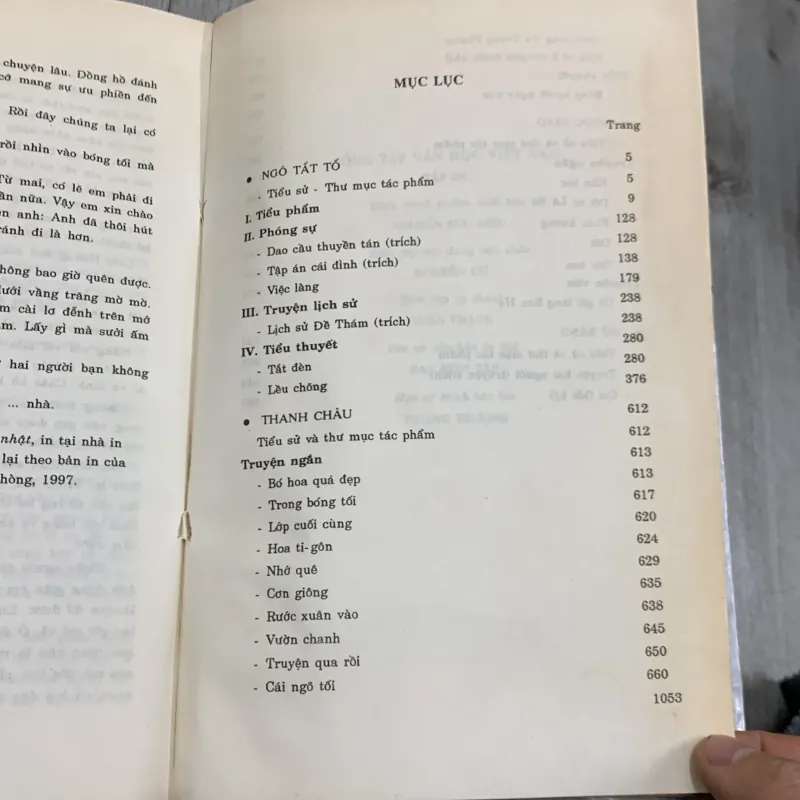 chuyện lâu. Đồng hồ đánh
cớ mang sự ưu phiền đến
Rồi đây chúng ta lại có
rồi nhìn vào bóng tối mà
Từ mai, có lẽ em phải đi
ần nữa. Vậy em xin chào
ên anh: Anh đã thôi hút
tránh đi là hơn.
hông bao giờ quên được.
dưới vầng trăng mờ mờ.
m cài lơ đễnh trên mớ
ăm. Lấy gì mà sưởi ấm
hai người bạn không
... nhà.
nhật, in tại nhà in
lại theo bản in của
hòng, 1997.
MỤC LỤC
Trang
• NGÔ TẤT TỐ 5
- Tiểu sử - Thư mục tác phẩm 5
I. Tiểu phẩm 9
II. Phóng sự 128
- Dao cầu thuyền tán (trích) 128
- Tập án cái đình (trích) 138
- Việc làng 179
III. Truyện lịch sử 238
- Lịch sử Đề Thám (trích) 238
IV. Tiểu thuyết 280
- Tắt đèn 280
- Lều chõng 376
• THANH CHÂU 612
Tiểu sử và thư mục tác phẩm 612
Truyện ngắn 613
- Bó hoa quá đẹp 613
- Trong bóng tối 617
- Lớp cuối cùng 620
- Hoa ti-gôn 624
- Nhớ quê 629
- Cơn giông 635
- Rước xuân vào 638
- Vườn chanh 645
- Truyện qua rồi 650
- Cái ngõ tối 660
1053